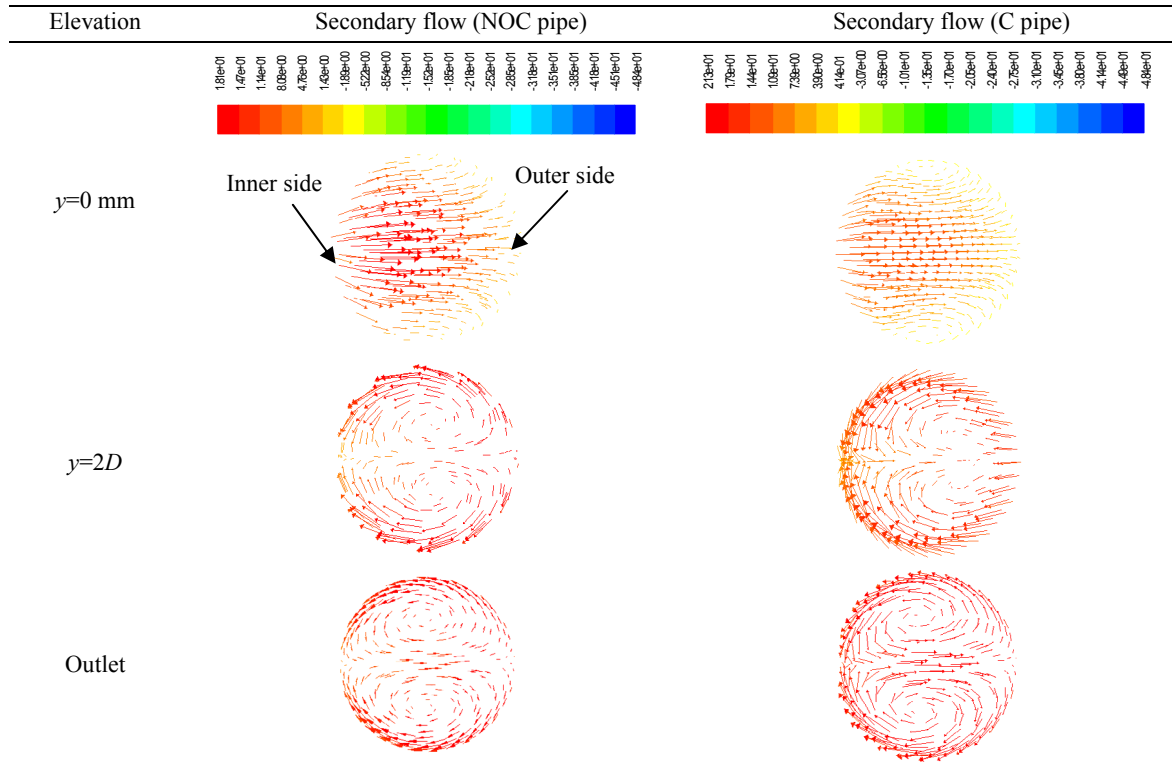 Elevation
Secondary flow (NOC pipe)
Secondary flow (C pipe)
1.81e+01
1.47e+01
1.14e+01
8.08e+00
4.76e+00
1.43e+00
-1.89e+00
-5.22e+00
-8.54e+00
-1.19e+01
-1.52e+01
-1.85e+01
-2.18e+01
-2.52e+01
-2.85e+01
-3.18e+01
-3.51e+01
-3.85e+01
-4.18e+01
-4.51e+01
-4.84e+01
2.13e+01
1.79e+01
1.44e+01
1.09e+01
7.39e+00
3.90e+00
4.14e+01
-3.07e+00
-6.56e+00
-1.01e+01
-1.35e+01
-1.70e+01
-2.05e+01
-2.40e+01
-2.75e+01
-3.10e+01
-3.45e+01
-3.80e+01
-4.14e+01
-4.49e+01
-4.84e+01
y=0 mm
Inner side
Outer side
y=2D
Outlet